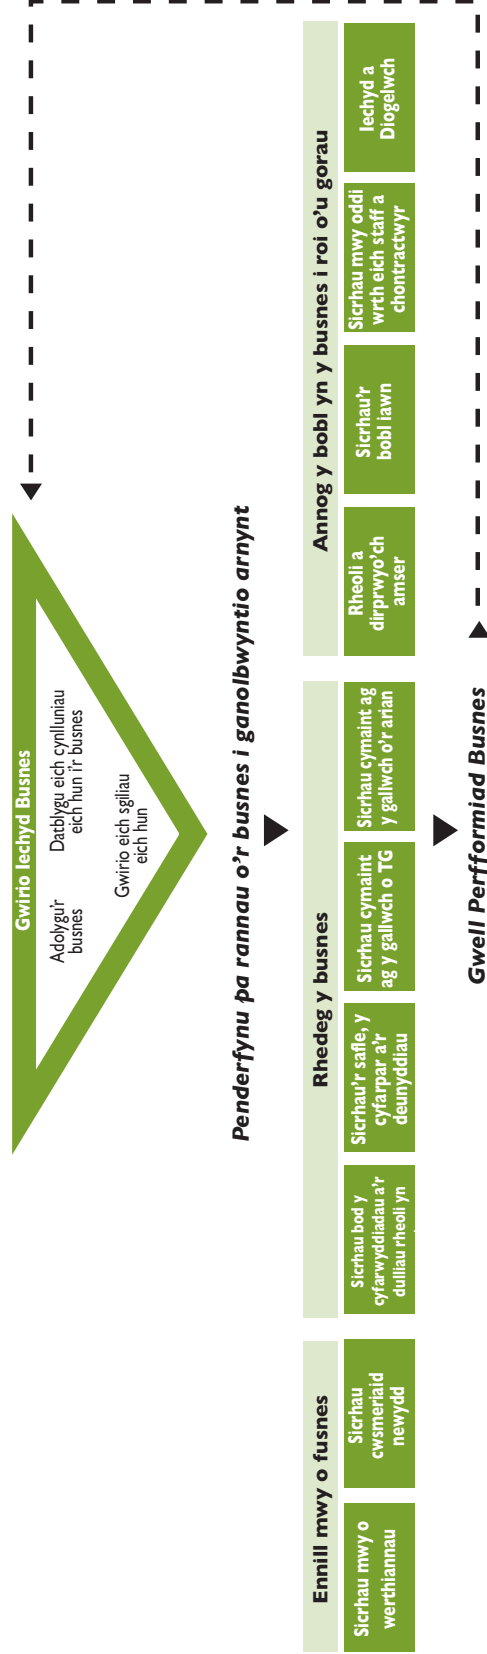 Gwirio Iechyd Busnes
Adolygu'r
busnes
Datblygu eich cynlluniau
eich hun i'r busnes
Gwirio eich sgiliau
eich hun
Penderfynu pa rannau o'r busnes i ganolbwyntio arnynt
Ennill mwy o fusnes
Sicrhau mwy o
werthiannau
Sicrhau
cwsmeriaid
newydd
Rhedeg y busnes
Sicrhau bod y
cyfarwyddiadau a'r
dulliau rheoli yn
Sicrhau'r safle, y
cyfarpar a'r
deunyddiau
Sicrhau cymaint
ag y gallwch o TG
Sicrhau cymaint ag
y gallwch o'r arian
Annog y bobl yn y busnes i roi o'u gorau
Rheoli a
dirprwyo'ch
amser
Sicrhau'r
bobl iawn
Sicrhau mwy oddi
wrth eich staff a
chontractwyr
Iechyd a
Diogelwch
Gwell Perfformiad Busnes